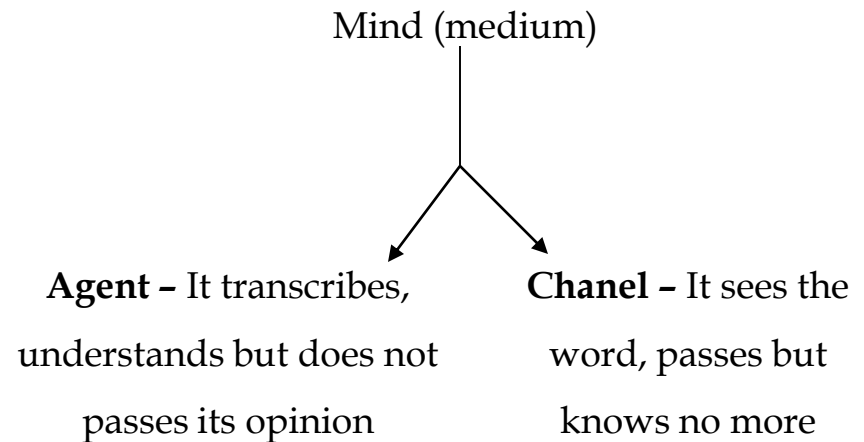 Mind (medium)
Agent – It transcribes,
understands but does not
passes its opinion
Chanel – It sees the
word, passes but
knows no more